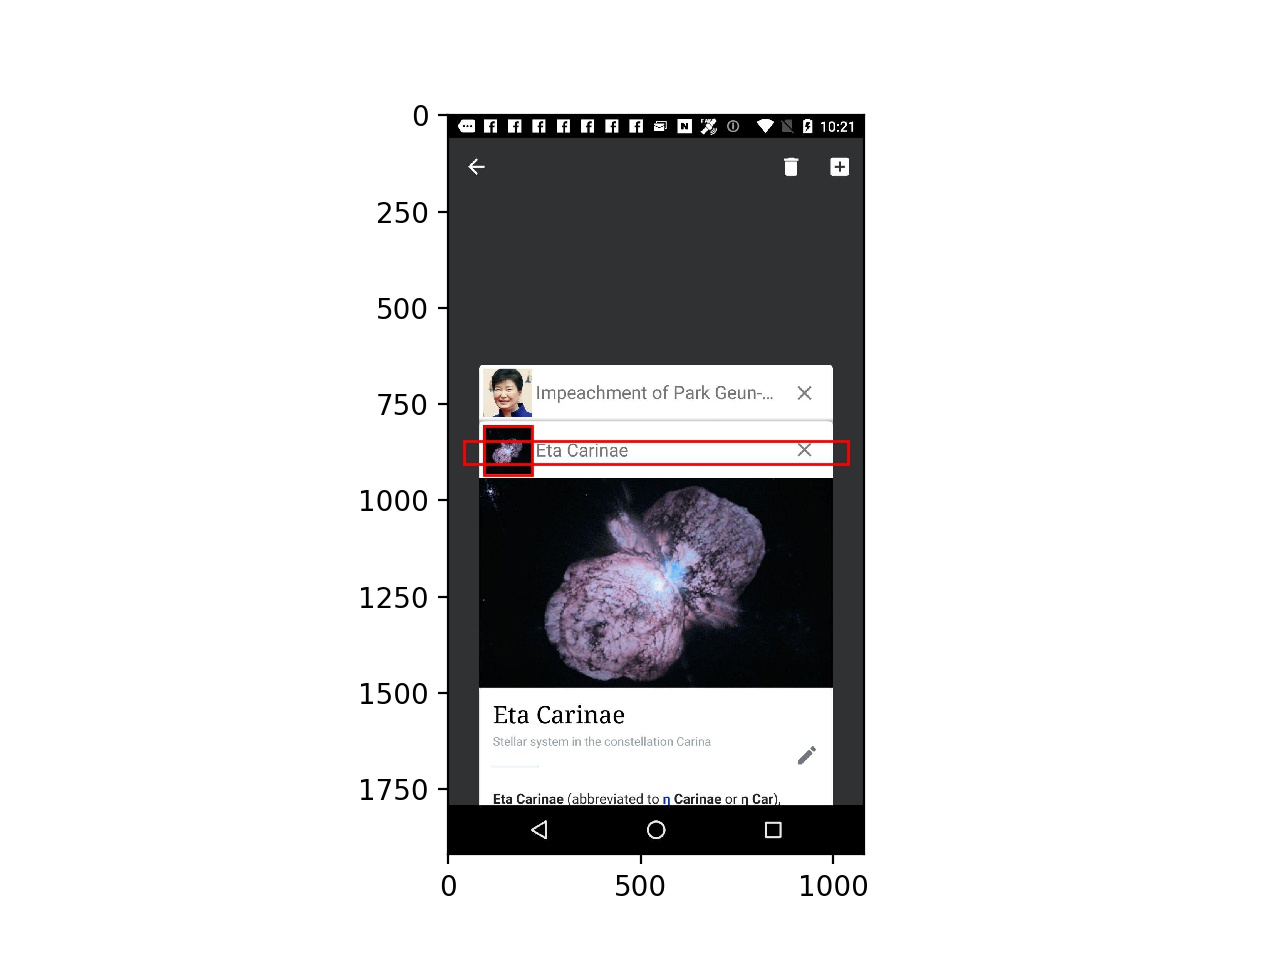 0
10:21
250
500
Impeachment of Park Geun-...
750
Eta Carinae
1000
1250
1500
Eta Carinae
Stellar system in the constellation Carina
1750
Eta Carinae (abbreviated to η Carinae or η Car),
0 500 1000